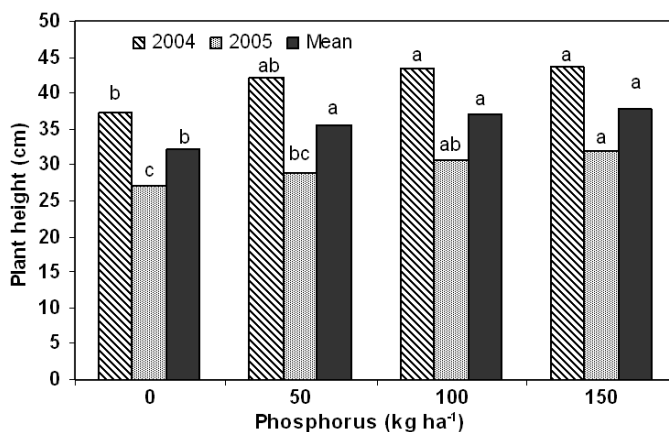 50
45
40
35
30
25
20
15
10
5
0
Plant height (cm)
2004 2005 Mean
b c b
ab bc a
a ab a
a a a
0 50 100 150
Phosphorus (kg ha⁻¹)